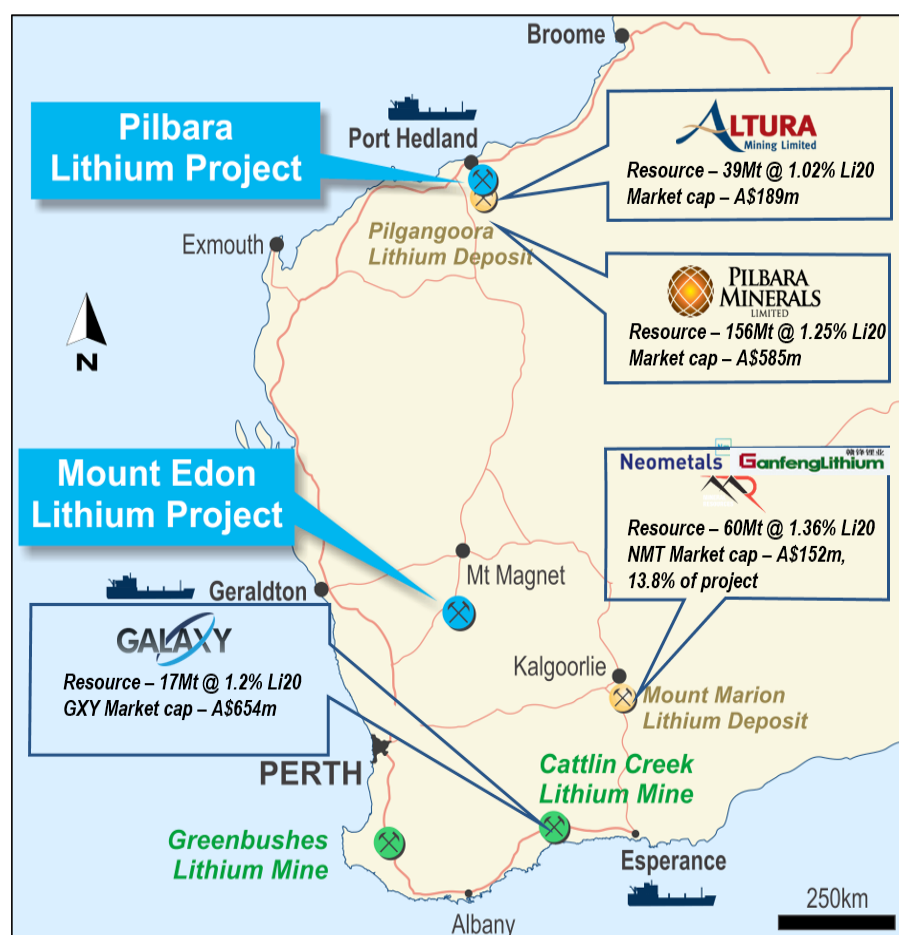 Broome
Pilbara
Lithium Project
Port Hedland
ALTURA
Mining Limited
Resource – 39Mt @ 1.02% Li20
Market cap – A$189m
Pilgangoora
Lithium Deposit
Exmouth
PILBARA
MINERALS
LIMITED
Resource – 156Mt @ 1.25% Li20
Market cap – A$585m
N
Neometals
GanfengLithium
Resource – 60Mt @ 1.36% Li20
NMT Market cap – A$152m,
13.8% of project
Mount Edon
Lithium Project
Mt Magnet
Geraldton
GALAXY
Resource – 17Mt @ 1.2% Li20
GXY Market cap – A$654m
Kalgoorlie
Mount Marion
Lithium Deposit
PERTH
Cattlin Creek
Lithium Mine
Greenbushes
Lithium Mine
Esperance
Albany
250km